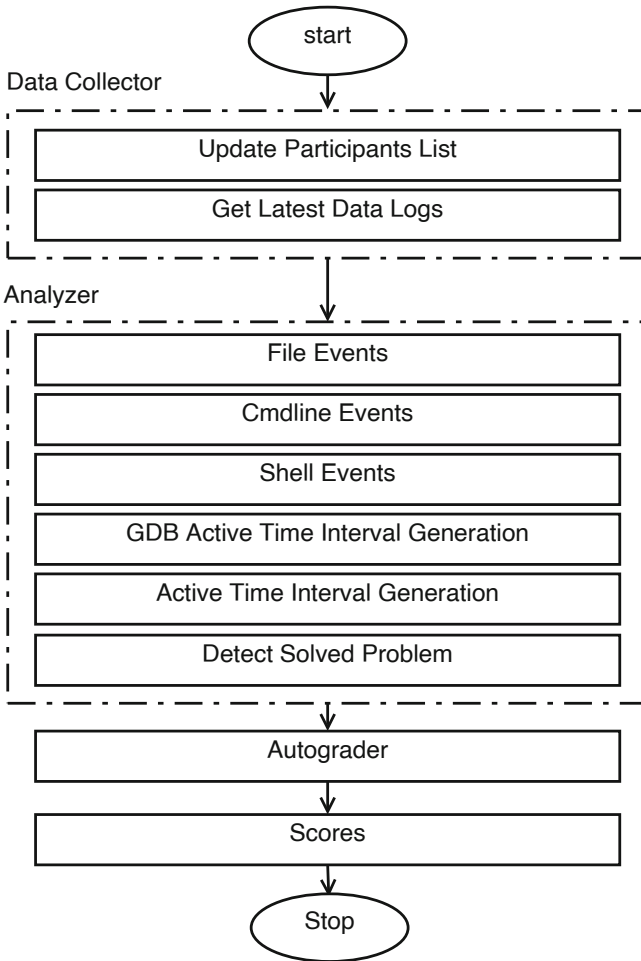 start
Data Collector
Update Participants List
Get Latest Data Logs
Analyzer
File Events
Cmdline Events
Shell Events
GDB Active Time Interval Generation
Active Time Interval Generation
Detect Solved Problem
Autograder
Scores
Stop